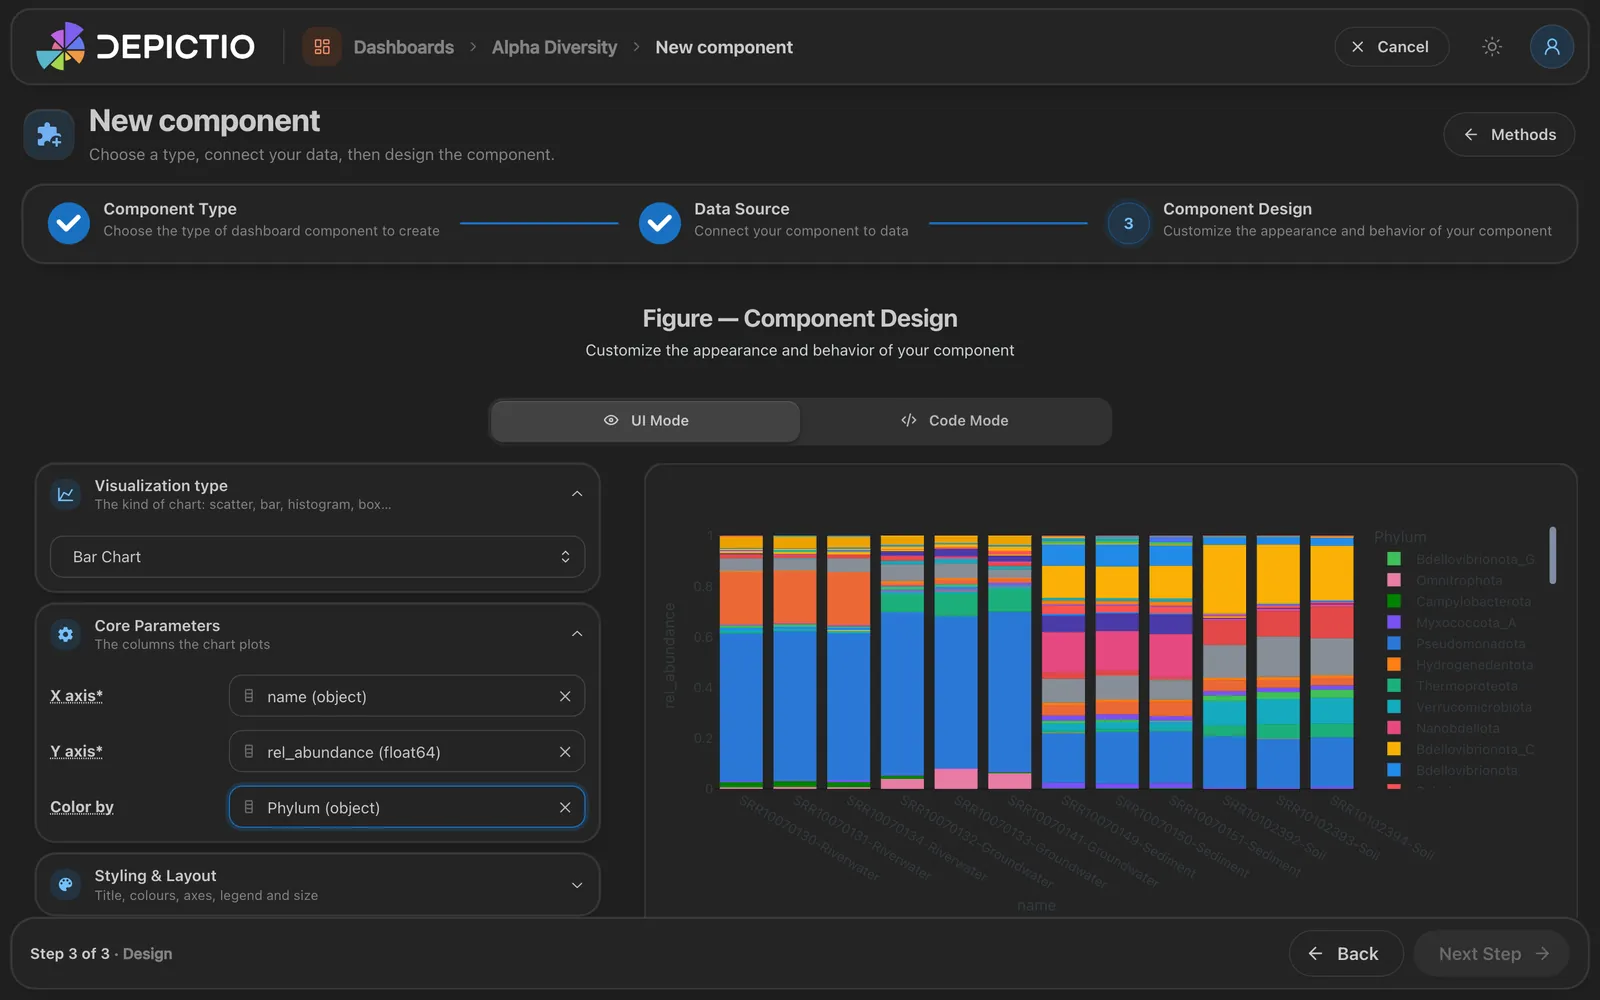 DEPICTIO
Dashboards
Alpha Diversity
New component
Cancel
New component
Choose a type, connect your data, then design the component.
Methods
Component Type
Choose the type of dashboard component to create
Data Source
Connect your component to data
3
Component Design
Customize the appearance and behavior of your component
Figure — Component Design
Customize the appearance and behavior of your component
UI Mode
Code Mode
Visualization type
The kind of chart: scatter, bar, histogram, box...
Bar Chart
Core Parameters
The columns the chart plots
X axis*
name (object)
Y axis*
rel_abundance (float64)
Color by
Phylum (object)
Styling & Layout
Title, colours, axes, legend and size
1
0.8
0.6
0.4
0.2
0
rel_abundance
SRR10070130-Riverwater
SRR10070131-Riverwater
SRR10070134-Riverwater
SRR10070132-Groundwater
SRR10070133-Groundwater
SRR10070141-Groundwater
SRR10070149-Sediment
SRR10070150-Sediment
SRR10070151-Sediment
SRR10102392-Soil
SRR10102393-Soil
SRR10102394-Soil
name
Phylum
Bdellovibrionota_G
Omnitrophota
Campylobacterota
Myxococcota_A
Pseudomonadota
Hydrogenedentota
Thermoproteota
Verrucomicrobiota
Nanobdellota
Bdellovibrionota_C
Bdellovibrionota
Step 3 of 3 · Design
Back
Next Step